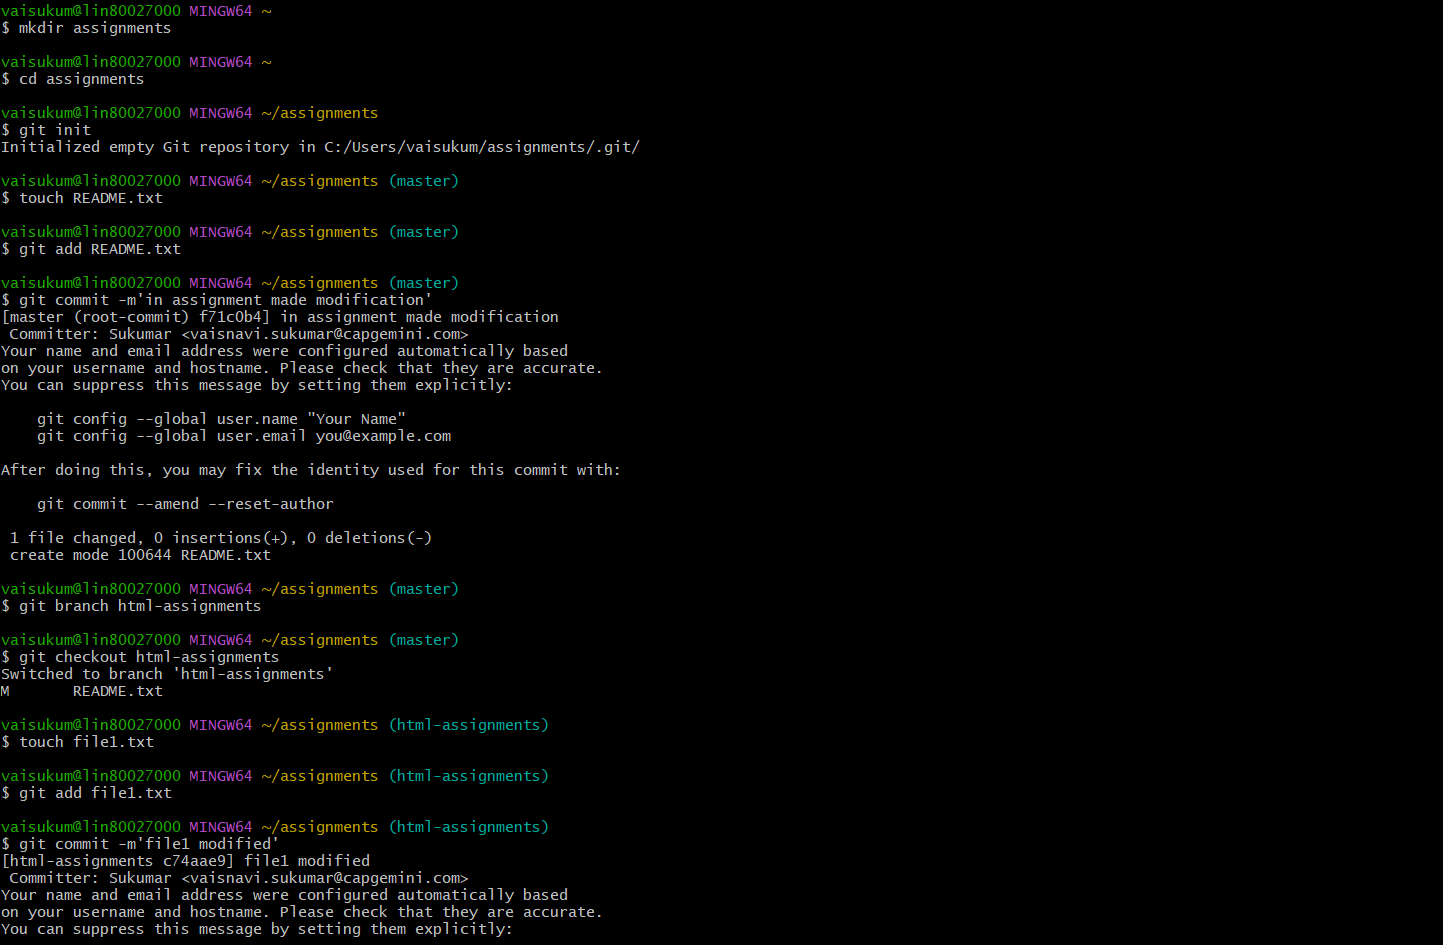 vaisukum@lin80027000 MINGW64 ~
$ mkdir assignments
vaisukum@lin80027000 MINGW64 ~
$ cd assignments
vaisukum@lin80027000 MINGW64 ~/assignments
$ git init
Initialized empty Git repository in C:/Users/vaisukum/assignments/.git/
vaisukum@lin80027000 MINGW64 ~/assignments (master)
$ touch README.txt
vaisukum@lin80027000 MINGW64 ~/assignments (master)
$ git add README.txt
vaisukum@lin80027000 MINGW64 ~/assignments (master)
$ git commit -m'in assignment made modification'
[master (root-commit) f71c0b4] in assignment made modification
 Committer: Sukumar <vaisnavi.sukumar@capgemini.com>
Your name and email address were configured automatically based
on your username and hostname. Please check that they are accurate.
You can suppress this message by setting them explicitly:
    git config --global user.name "Your Name"
    git config --global user.email you@example.com
After doing this, you may fix the identity used for this commit with:
    git commit --amend --reset-author
 1 file changed, 0 insertions(+), 0 deletions(-)
 create mode 100644 README.txt
vaisukum@lin80027000 MINGW64 ~/assignments (master)
$ git branch html-assignments
vaisukum@lin80027000 MINGW64 ~/assignments (master)
$ git checkout html-assignments
Switched to branch 'html-assignments'
M       README.txt
vaisukum@lin80027000 MINGW64 ~/assignments (html-assignments)
$ touch file1.txt
vaisukum@lin80027000 MINGW64 ~/assignments (html-assignments)
$ git add file1.txt
vaisukum@lin80027000 MINGW64 ~/assignments (html-assignments)
$ git commit -m'file1 modified'
[html-assignments c74aae9] file1 modified
 Committer: Sukumar <vaisnavi.sukumar@capgemini.com>
Your name and email address were configured automatically based
on your username and hostname. Please check that they are accurate.
You can suppress this message by setting them explicitly: